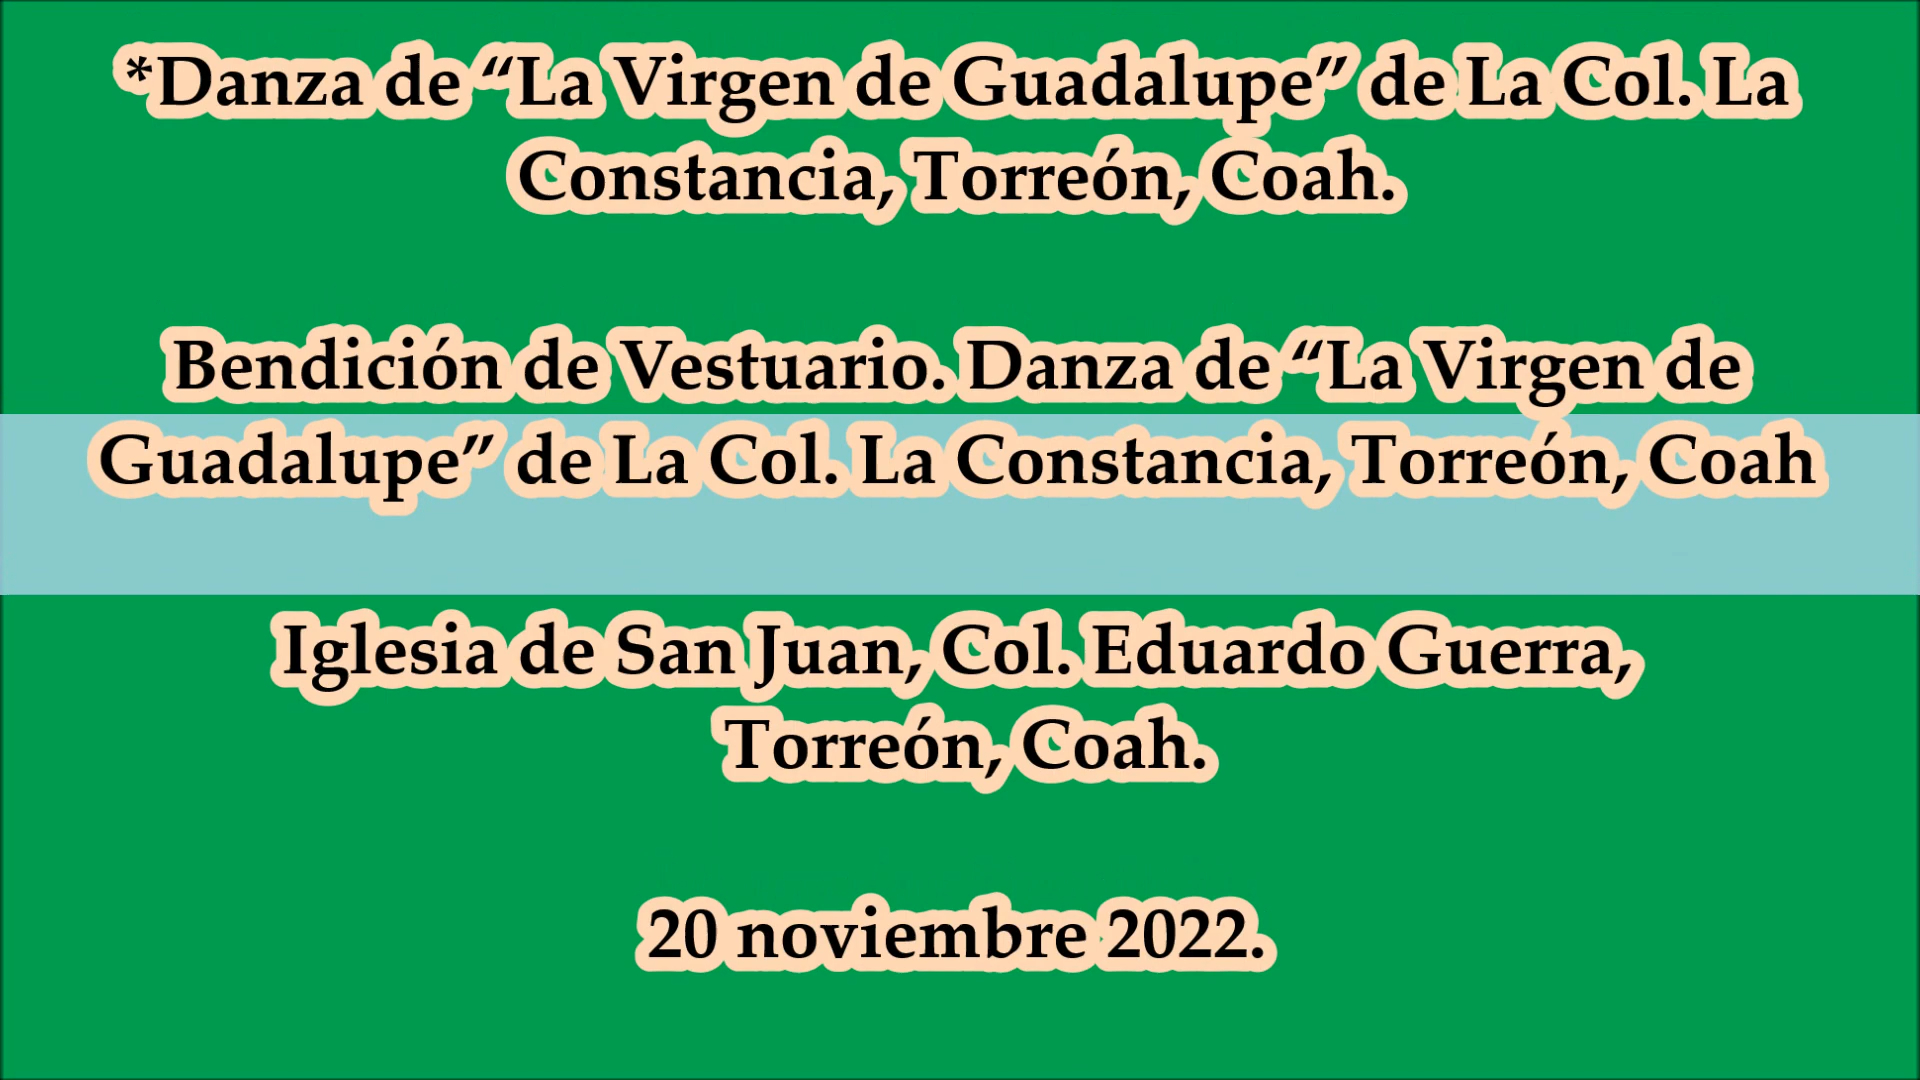 *Danza de “La Virgen de Guadalupe” de La Col. La
Constancia, Torreón, Coah.
Bendición de Vestuario. Danza de “La Virgen de
Guadalupe” de La Col. La Constancia, Torreón, Coah
Iglesia de San Juan, Col. Eduardo Guerra,
Torreón, Coah.
20 noviembre 2022.